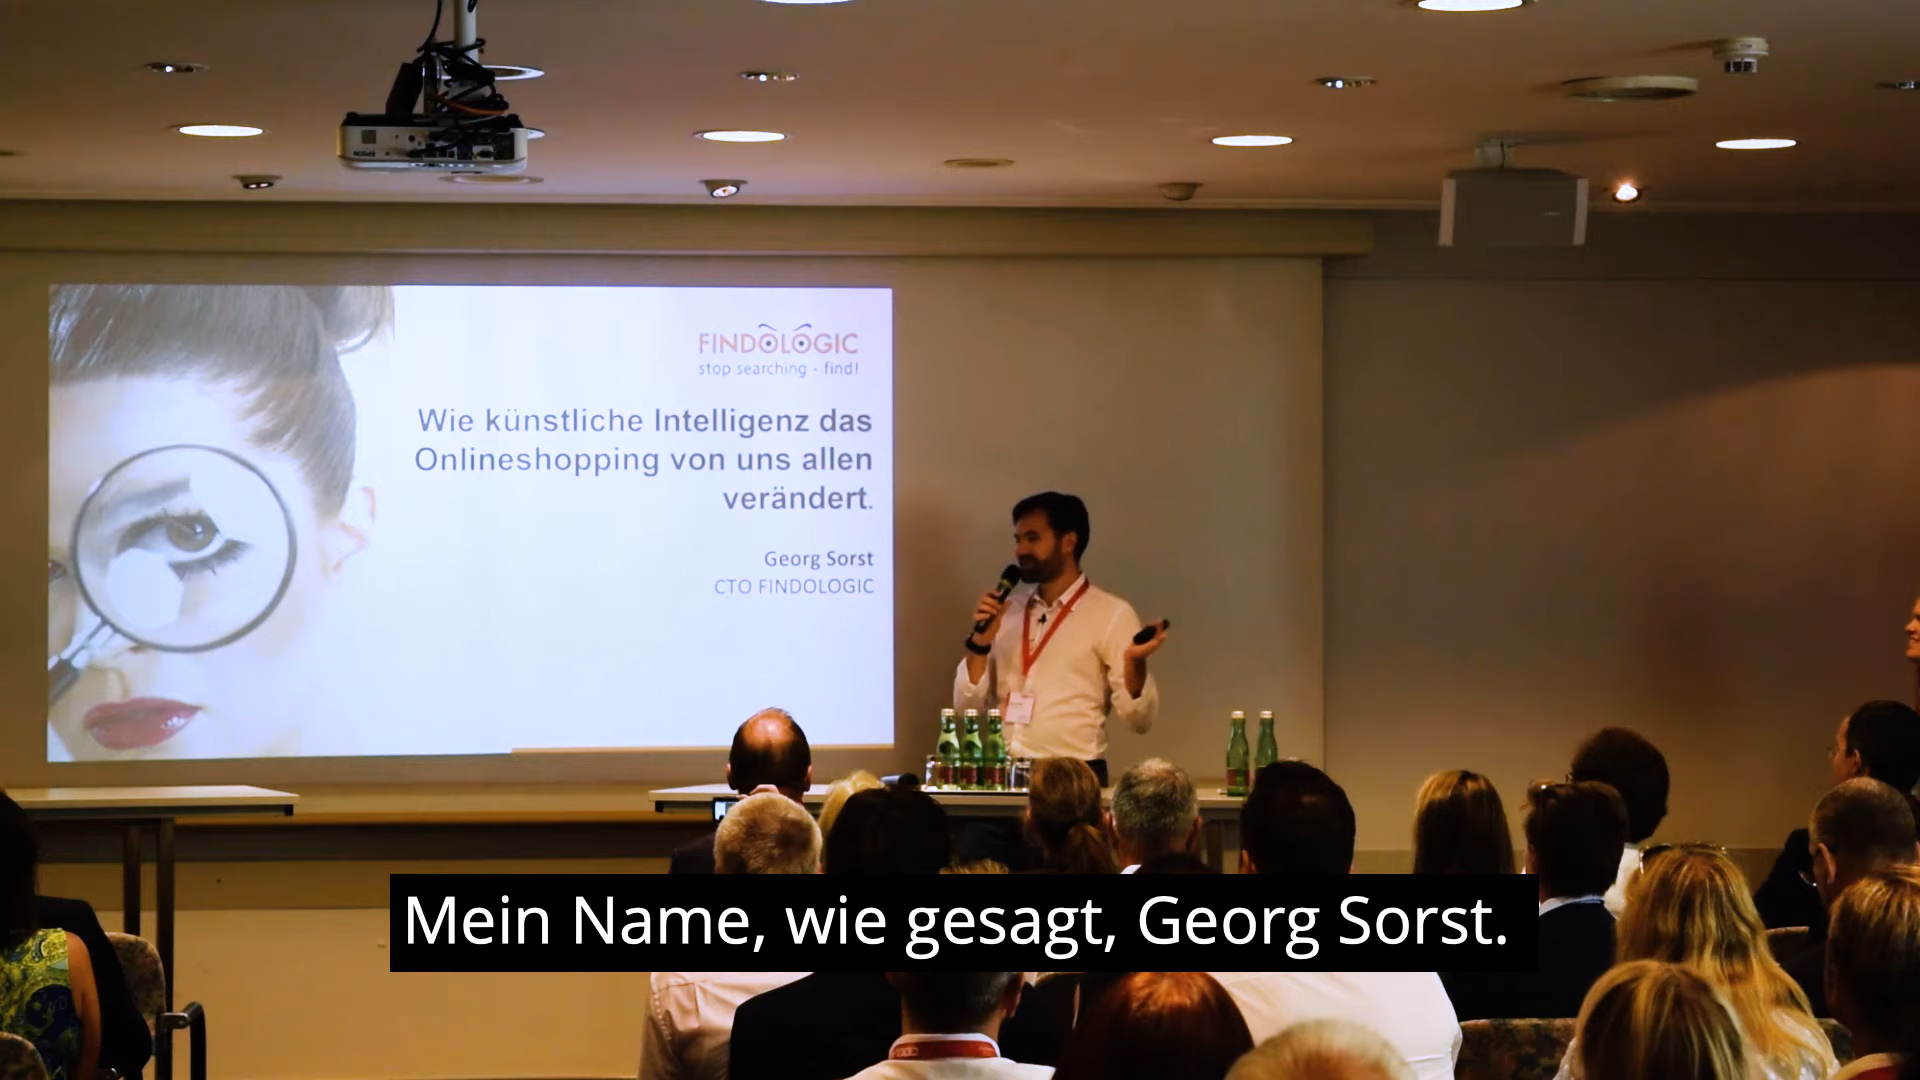 FINDOLOGIC
stop searching - find!
Wie künstliche Intelligenz das
Onlineshopping von uns allen
verändert.
Georg Sorst
CTO FINDOLOGIC
Mein Name, wie gesagt, Georg Sorst.